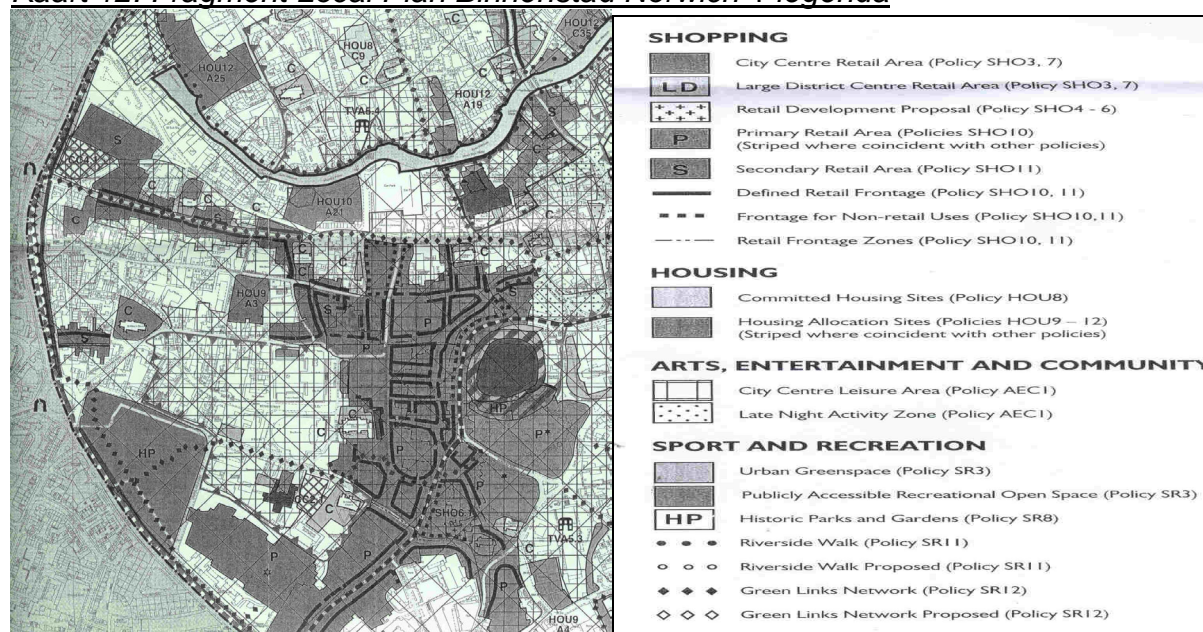 Kaart 12: Fragment Local Plan Binnenstad Norwich + legenda
HOU12
A25
HOU8
C9
HOU12
C35
HOU12
A19
TVA5.4
C
S
HOU10
A21
HOU9
A3
S
C
P
HP
HP
P*
C
SHO6.1
TVA5.3
P
P
HOU9
A4
SHOPPING
City Centre Retail Area (Policy SHO3, 7)
LD Large District Centre Retail Area (Policy SHO3, 7)
Retail Development Proposal (Policy SHO4 - 6)
P Primary Retail Area (Policies SHO10)
(Striped where coincident with other policies)
S Secondary Retail Area (Policy SHO11)
Defined Retail Frontage (Policy SHO10, 11)
Frontage for Non-retail Uses (Policy SHO10,11)
Retail Frontage Zones (Policy SHO10, 11)
HOUSING
Committed Housing Sites (Policy HOU8)
Housing Allocation Sites (Policies HOU9 – 12)
(Striped where coincident with other policies)
ARTS, ENTERTAINMENT AND COMMUNITY
City Centre Leisure Area (Policy AEC1)
Late Night Activity Zone (Policy AEC1)
SPORT AND RECREATION
Urban Greenspace (Policy SR3)
Publicly Accessible Recreational Open Space (Policy SR3)
HP Historic Parks and Gardens (Policy SR8)
Riverside Walk (Policy SR11)
Riverside Walk Proposed (Policy SR11)
Green Links Network (Policy SR12)
Green Links Network Proposed (Policy SR12)